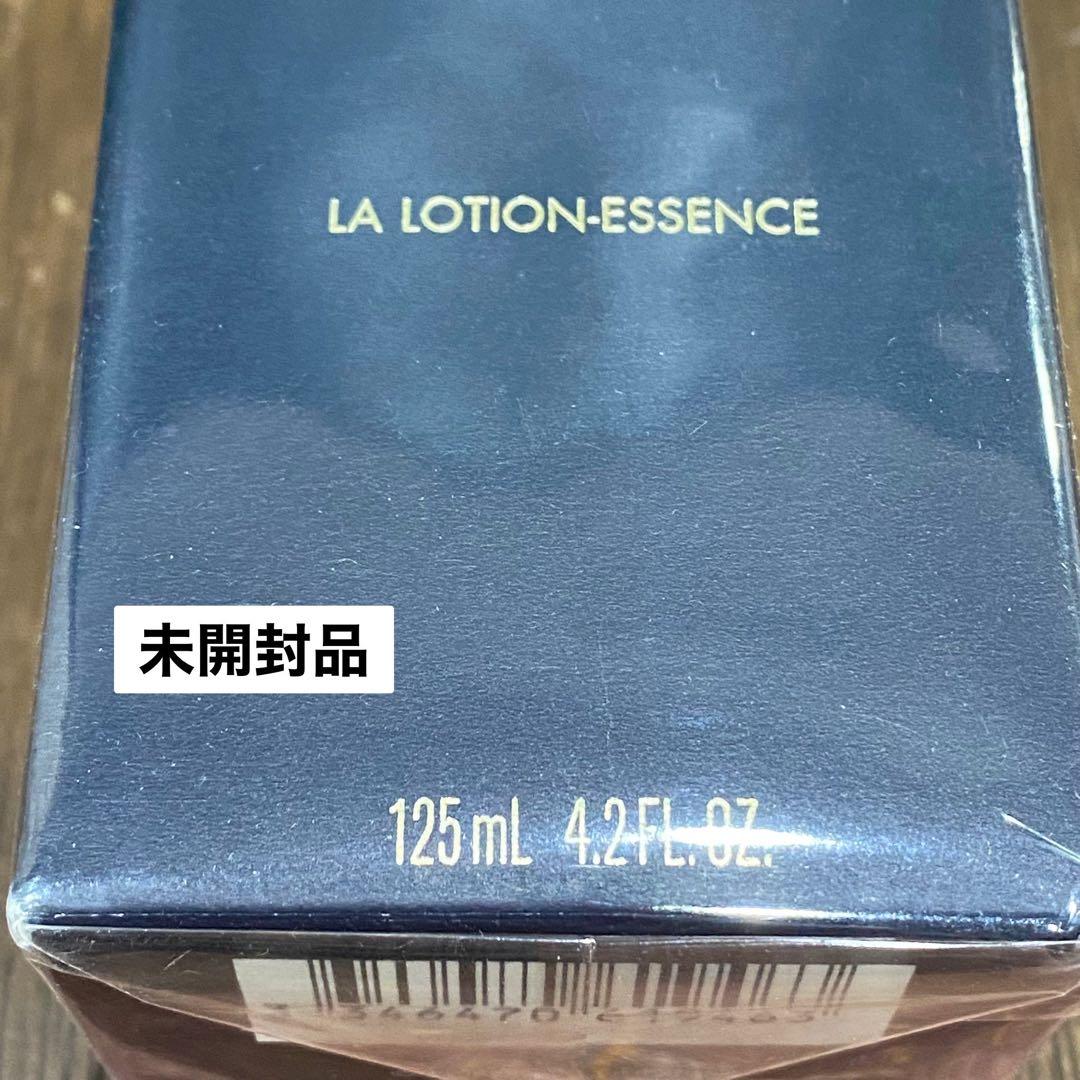 LA LOTION-ESSENCE
未開封品
125mL 4.2FL.OZ.